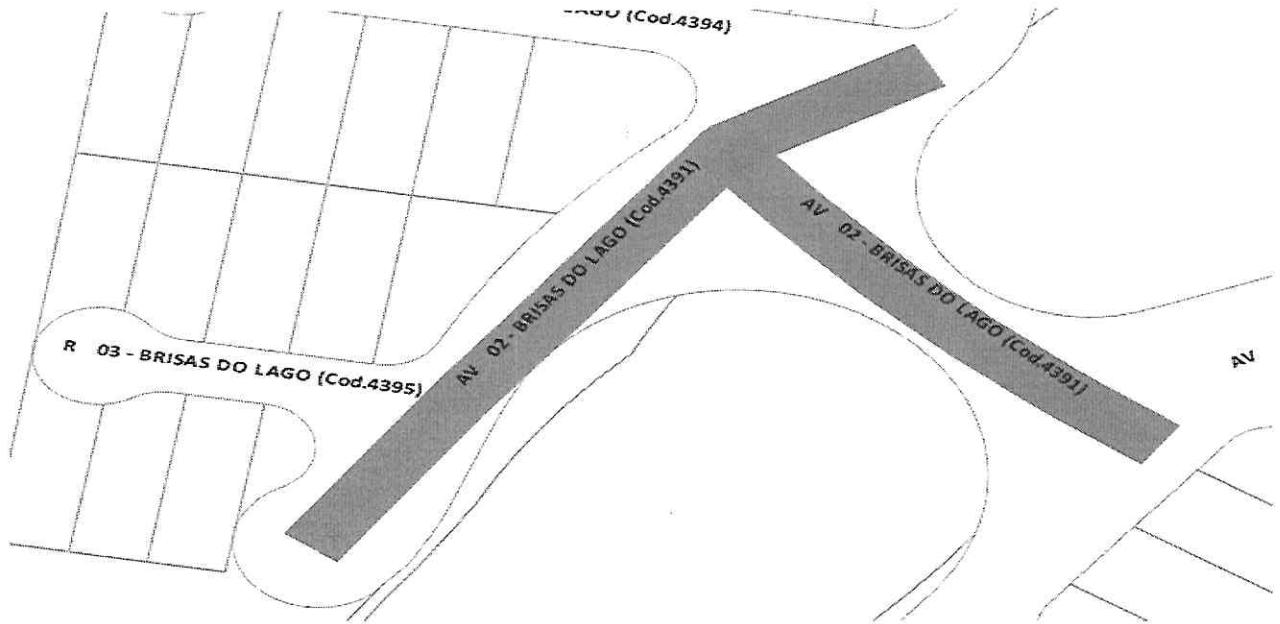 LAGO (Cod.4394)
AV 02 - BRISAS DO LAGO (Cod.4391)
AV 02 - BRISAS DO LAGO (Cod.4391)
R 03 - BRISAS DO LAGO (Cod.4395)
AV